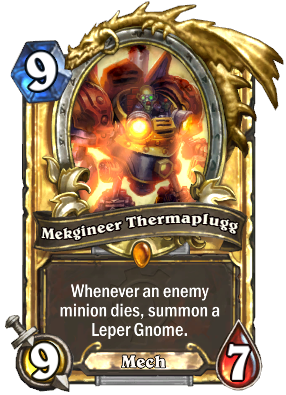 9
Mekgineer Thermaplugg
Whenever an enemy
minion dies, summon a
Leper Gnome.
9
Mech
7